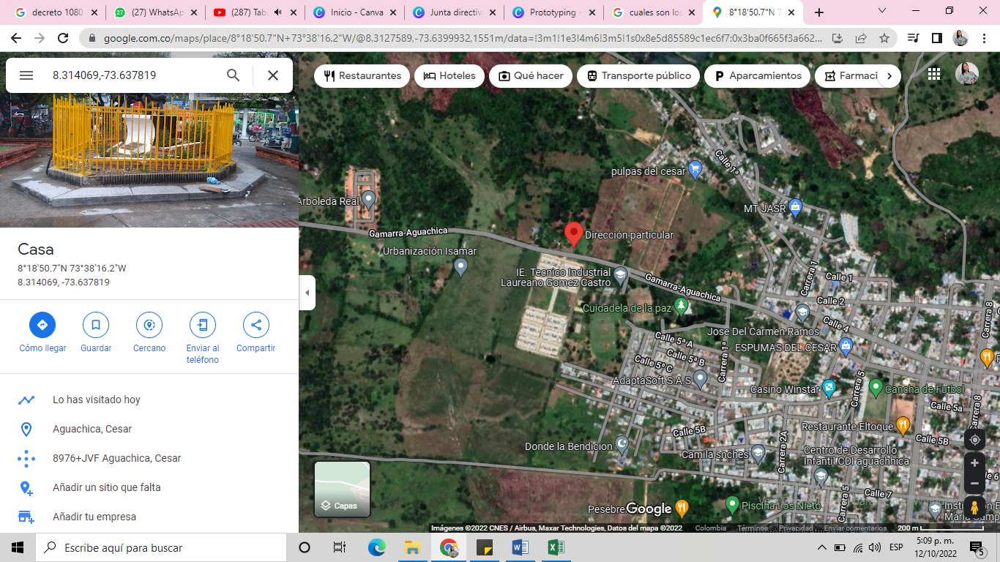 decreto 1080
(27) WhatsAp
(287) Tab
Inicio - Canva
Junta directiv
Prototyping -
cuales son los
8°18'50.7"N 7
google.com.co/maps/place/8°18'50.7"N+73°38'16.2"W/@8.3127589,-73.6399932,1551m/data=!3m1!1e3!4m6!3m5!1s0x8e5d85589c1ec6f7:0x3ba0f665f3a662...
8.314069,-73.637819
Restaurantes
Hoteles
Qué hacer
Transporte público
Aparcamientos
Farmaci
Casa
8°18'50.7"N 73°38'16.2"W
8.314069, -73.637819
Cómo llegar
Guardar
Cercano
Enviar al
teléfono
Compartir
Lo has visitado hoy
Aguachica, Cesar
8976+JVF Aguachica, Cesar
Añadir un sitio que falta
Añadir tu empresa
Calle 1ª
pulpas del cesar
Arboleda Real
MT JASR
Gamarra-Aguachica
Dirección particular
Urbanización Isamar
IE. Tecnico Industrial
Laureano Gomez Castro
Gamarra-Aguachica
Carrera 1
Calle 1
Calle 2
Cuidadela de la paz
Calle 4
Carrera 8
Jose Del Carmen Ramos
Calle 5ª A
ESPUMAS DEL CESAR
Calle 5ª B
Calle 5ª C
Carrera 1ª
AdaptaSoft S.A.S
Casino Winstar
Carrera 5
Cancha de Futbol
Carrera 8
Calle 5a
Restaurante Eltoque
Calle 5B
Calle 5B
Donde la Bendicion
Carrera 2A
Camila snches
Centro de Desarrollo
Infantil CDI aguachhica
Calle 7
Carrera 5
Capas
Pesebre
Google
Piscina Los Nieto
Imágenes ©2022 CNES / Airbus, Maxar Technologies, Datos del mapa ©2022
Colombia
Términos
Privacidad
Enviar comentarios
200 m
Escribe aquí para buscar
ESP
5:09 p. m.
12/10/2022
5